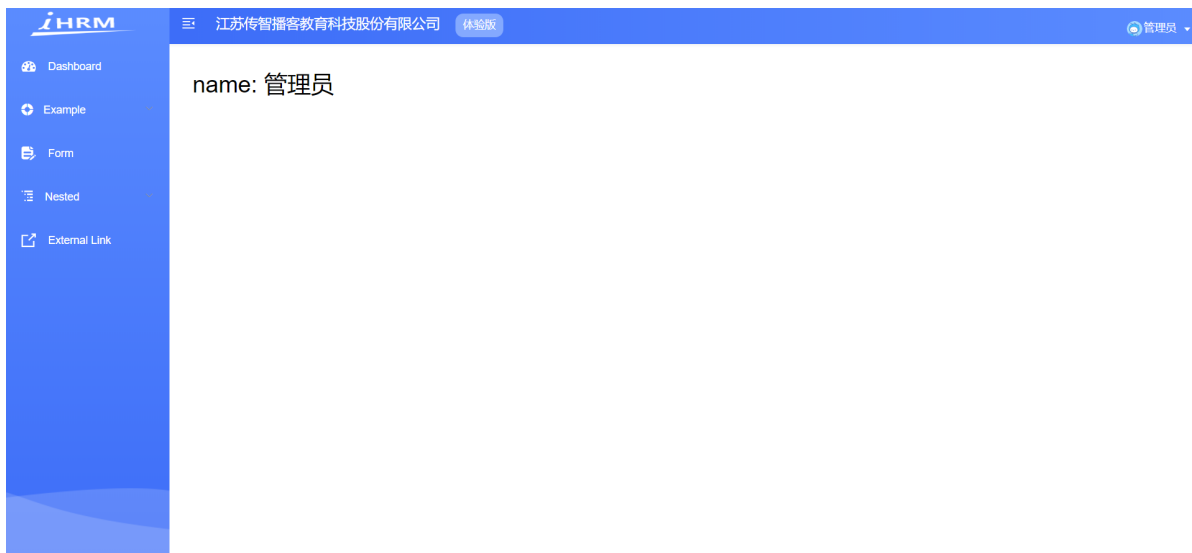 iHRM
江苏传智播客教育科技股份有限公司 体验版
管理员
Dashboard
Example
Form
Nested
External Link
name: 管理员